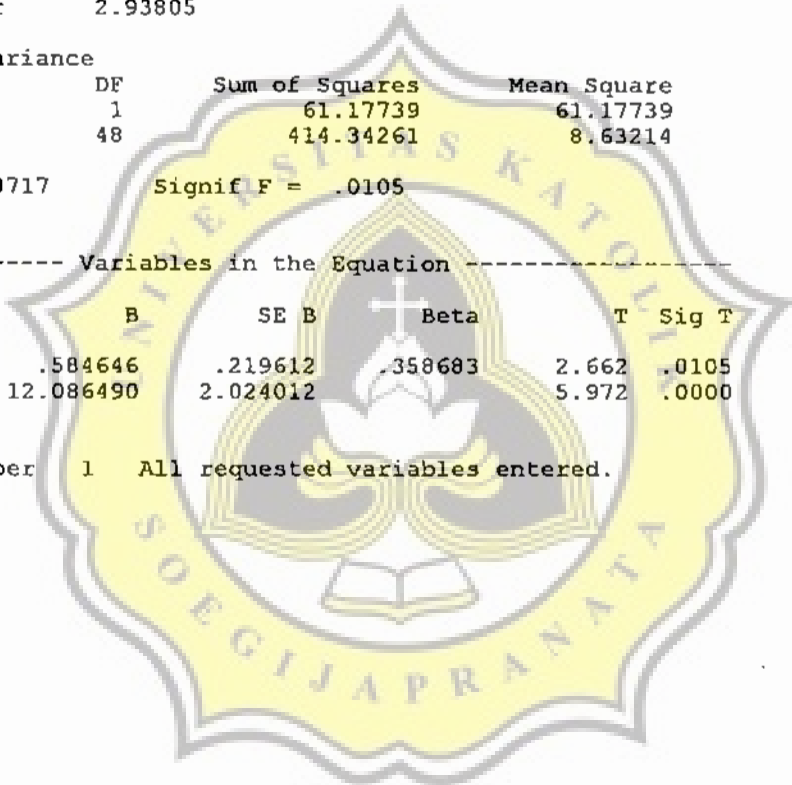 2.93805
DF Sum of Squares Mean Square
1 61.17739 61.17739
48 414.34261 8.63214
0717 Signif F = .0105
----- Variables in the Equation ------------------
B SE B Beta T Sig T
.584646 .219612 .358683 2.662 .0105
12.086490 2.024012 5.972 .0000
1 All requested variables entered.
UNIVERSITAS KATOLIK
SOEGIJAPRANATA